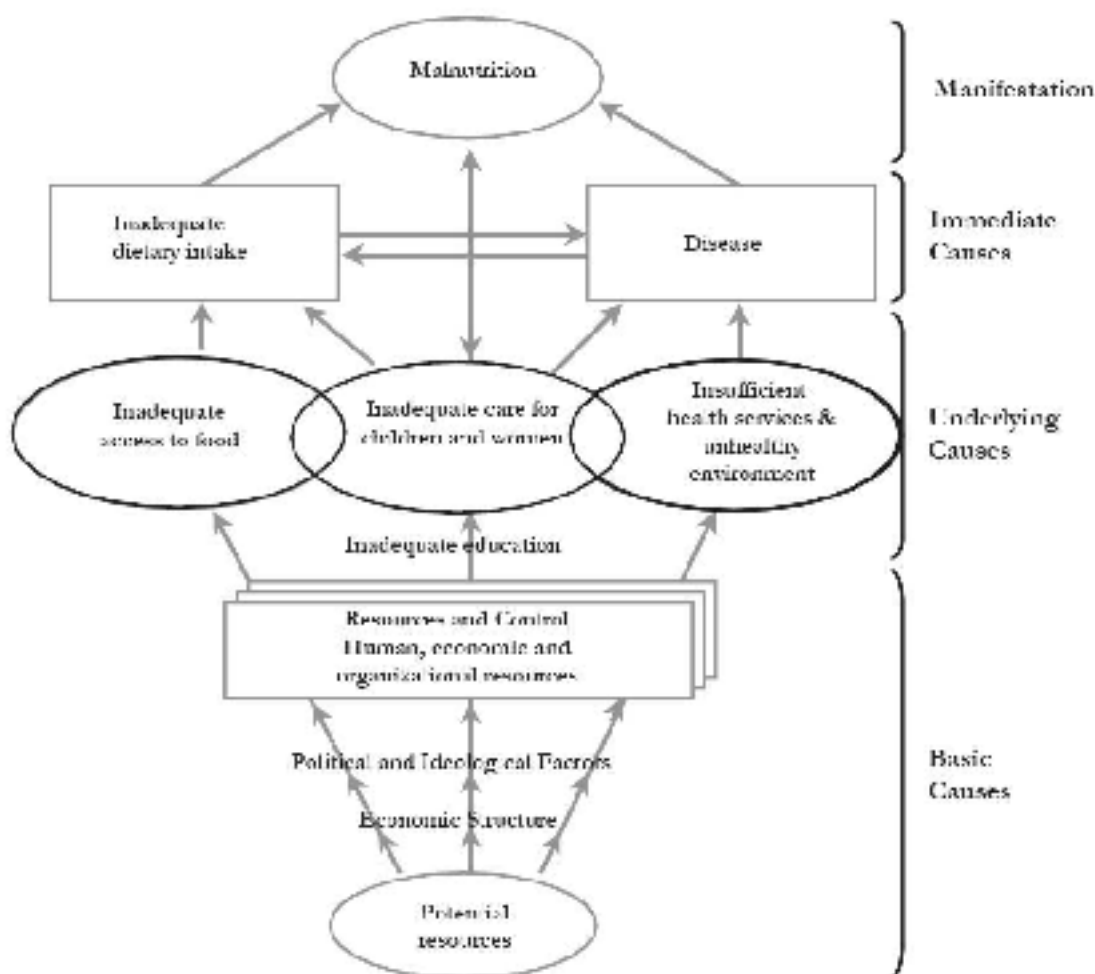 Malnutrition
Manifestation
Inadequate
dietary intake
Disease
Immediate
Causes
Inadequate
access to food
Inadequate care for
children and women
Insufficient
health services &
unhealthy
environment
Underlying
Causes
Inadequate education
Resources and Control
Human, economic and
organizational resources
Political and Ideological Factors
Economic Structure
Basic
Causes
Potential
resources